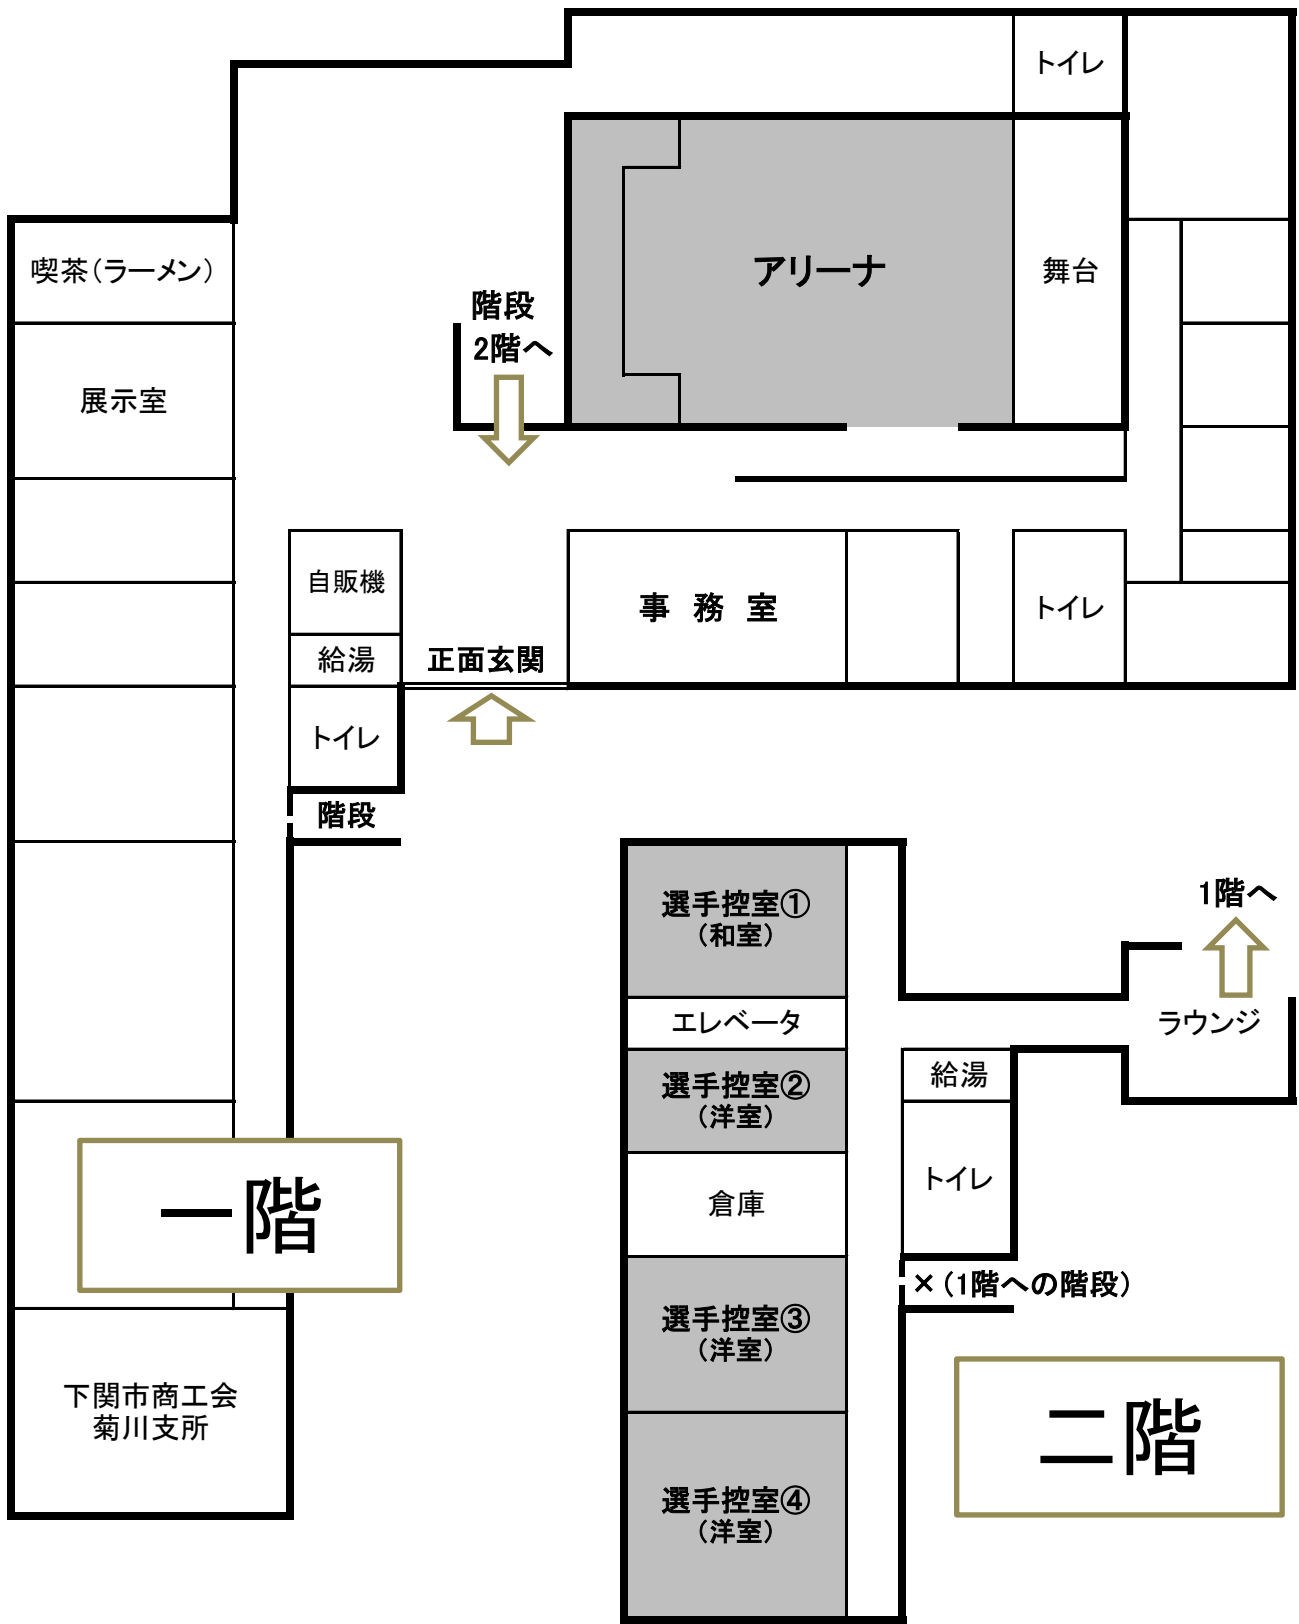 トイレ
喫茶(ラーメン)
アリーナ
舞台
階段
2階へ
展示室
自販機
事 務 室
トイレ
給湯
正面玄関
トイレ
階段
選手控室①
(和室)
1階へ
エレベータ
ラウンジ
選手控室②
(洋室)
給湯
一階
倉庫
トイレ
×(1階への階段)
選手控室③
(洋室)
下関市商工会
菊川支所
二階
選手控室④
(洋室)